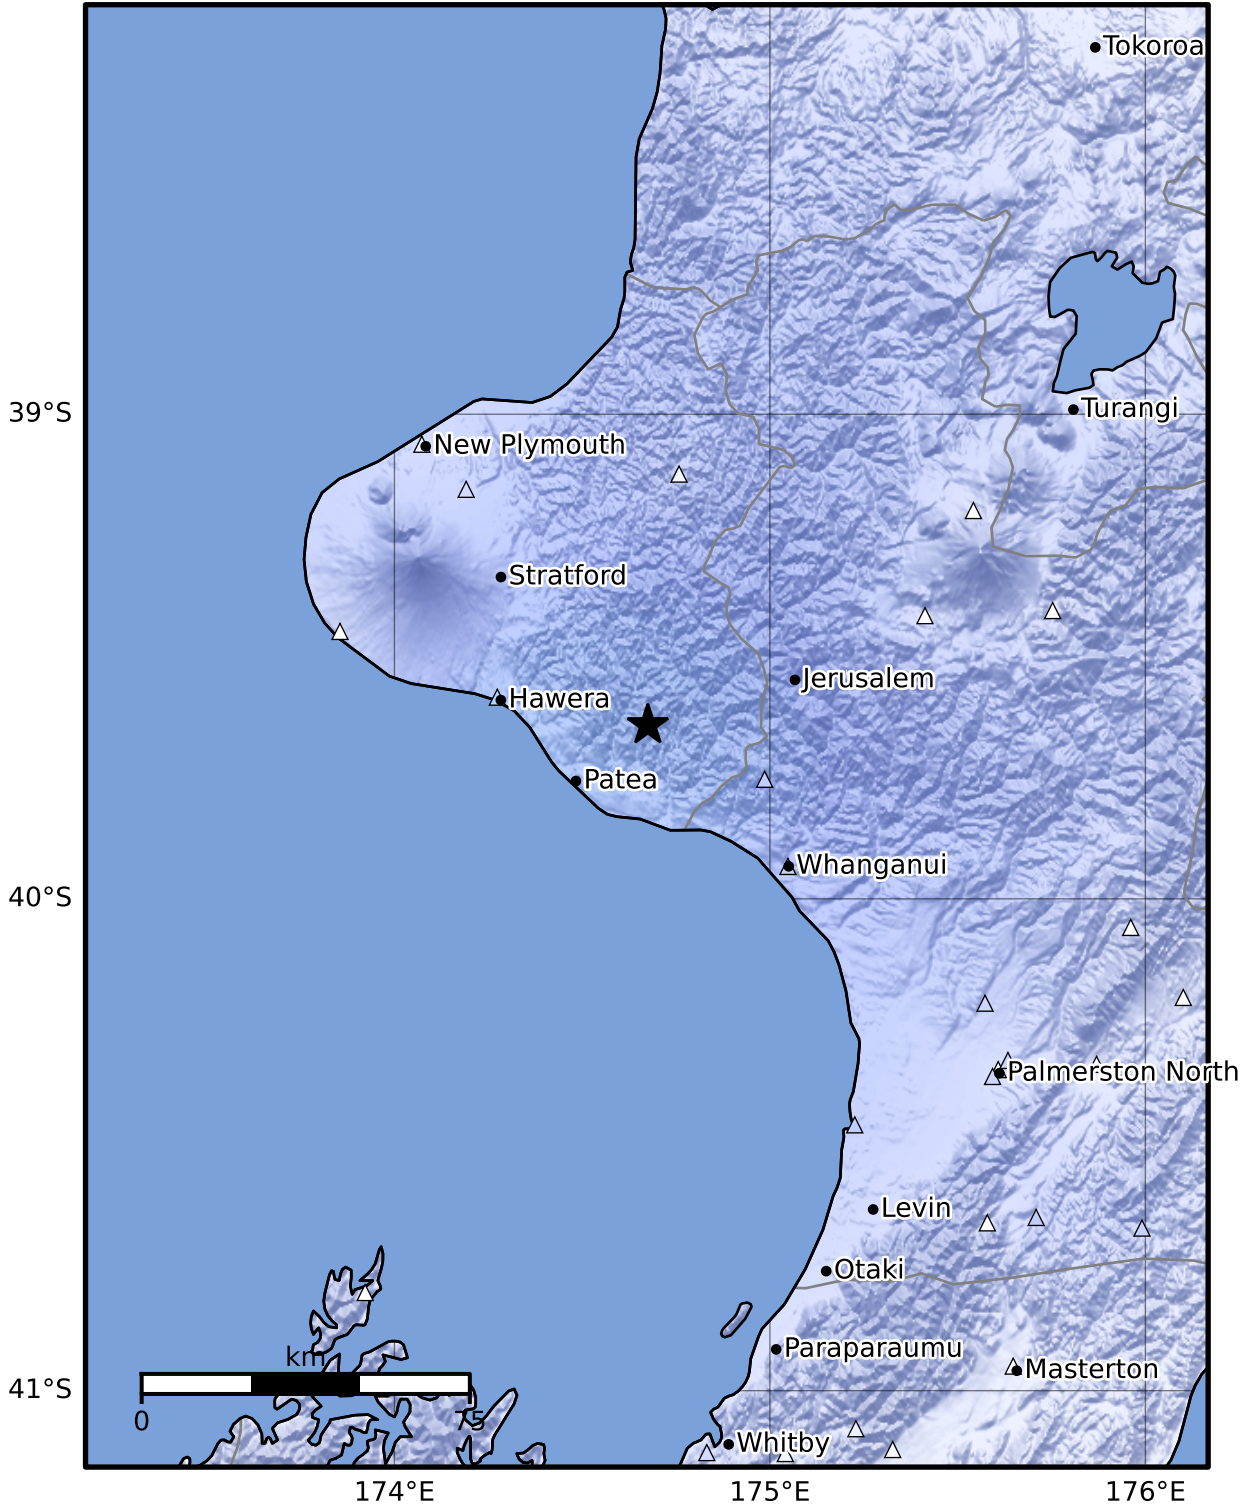 Tokoroa
39°S
Turangi
New Plymouth
Stratford
Jerusalem
Hawera
Patea
Whanganui
40°S
Palmerston North
Levin
Otaki
Paraparaumu
km
Masterton
41°S
0 75
Whitby
174°E 175°E 176°E